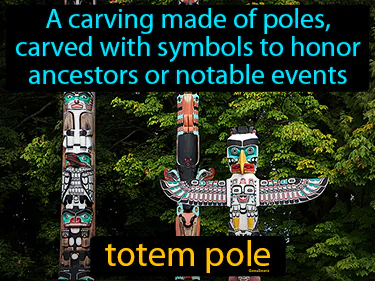 A carving made of poles,
carved with symbols to honor
ancestors or notable events
totem pole